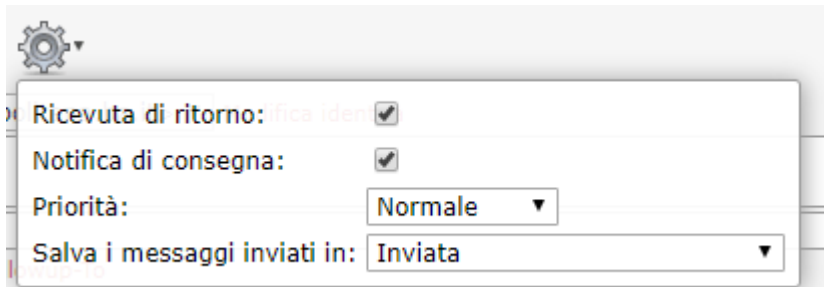 Ricevuta di ritorno:
Notifica di consegna:
Priorità: Normale
Salva i messaggi inviati in: Inviata